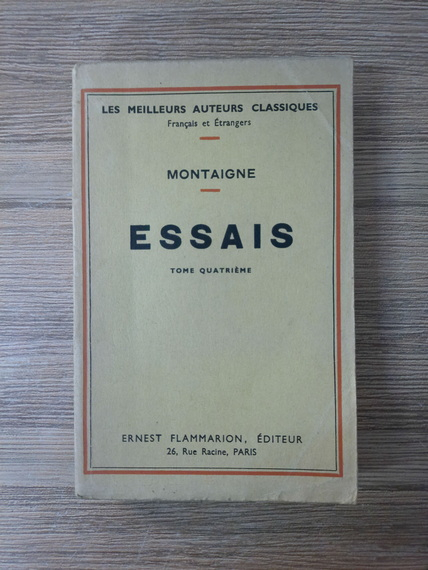 LES MEILLEURS AUTEURS CLASSIQUES
Français et Étrangers
MONTAIGNE
ESSAIS
TOME QUATRIÈME
ERNEST FLAMMARION, ÉDITEUR
26, Rue Racine, PARIS